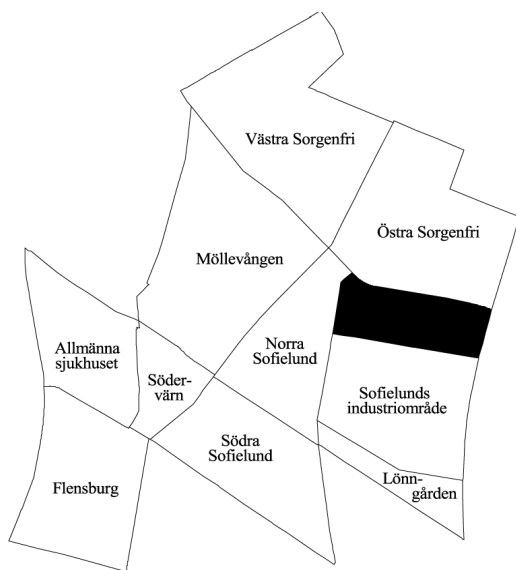 Västra Sorgenfri
Östra Sorgenfri
Möllevången
Norra
Sofielund
Allmänna
sjukhuset
Söder-
värn
Sofielunds
industriområde
Södra
Sofielund
Lönn-
gården
Flensburg